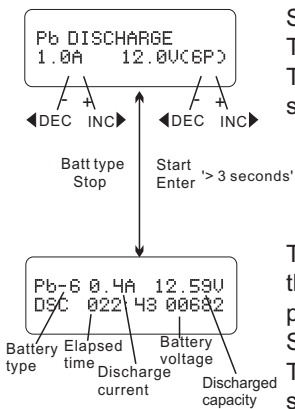 Pb DISCHARGE
1.0A 12.0V(6P)
- + - +
◀DEC INC▶ ◀DEC INC▶
Batt type Stop
Start Enter '> 3 seconds'
Pb-6 0.4A 12.59V
DSC 022:43 00682
Battery type
Elapsed time
Discharge current
Battery voltage
Discharged capacity